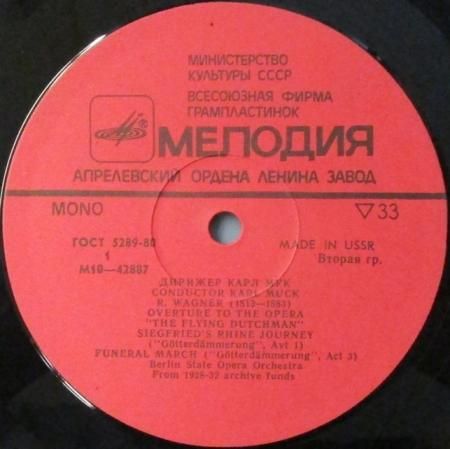 МИНИСТЕРСТВО
КУЛЬТУРЫ СССР
ВСЕСОЮЗНАЯ ФИРМА
ГРАМПЛАСТИНОК
®
МЕЛОДИЯ
АПРЕЛЕВСКИЙ ОРДЕНА ЛЕНИНА ЗАВОД
MONO ▽33
ГОСТ 5289-80 MADE IN USSR
1 Вторая гр.
М10—42887
ДИРИЖЕР КАРЛ МУК
CONDUCTOR KARL MUCK
R. WAGNER (1813—1883)
OVERTURE TO THE OPERA
"THE FLYING DUTCHMAN"
SIEGFRIED'S RHINE JOURNEY
("Götterdämmerung", Avt 1)
FUNERAL MARCH ("Götterdämmerung", Act 3)
Berlin State Opera Orchestra
From 1928-32 archive funds